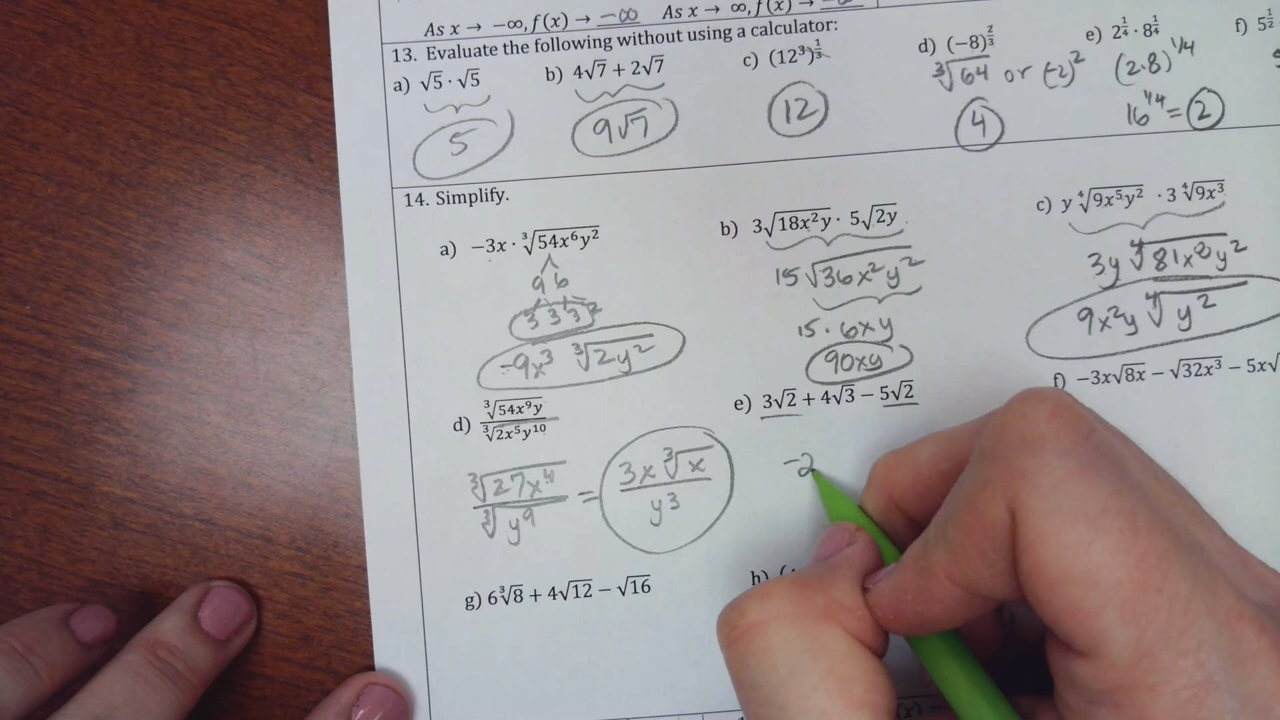 As x → −∞, f(x) → −∞ As x → ∞, f(x) → −∞
13. Evaluate the following without using a calculator:
a) √5 · √5 b) 4√7 + 2√7 c) (12³)^(1/3) d) (−8)^(2/3) e) 2^(1/4) · 8^(1/4) f) 5^(1/2)
∛64 or (-2)² (2·8)^1/4
5 9√7 12 4 16^1/4 = 2
14. Simplify.
a) −3x · ∛(54x⁶y²) b) 3√(18x²y) · 5√(2y) c) y ∜(9x⁵y²) · 3 ∜(9x³)
9 6 15√(36x²y²) 3y ∜(81x⁸y²)
3 3 3 2 15 · 6xy 9x²y ∜(y²)
-9x³ ∛(2y²) 90xy
d) ∛(54x⁹y) / ∛(2x⁵y¹⁰) e) 3√2 + 4√3 − 5√2 f) −3x√(8x) − √(32x³) − 5x√
∛(27x⁴) / ∛(y⁹) = 3x ∛x / y³ -2
g) 6∛8 + 4√12 − √16 h) (